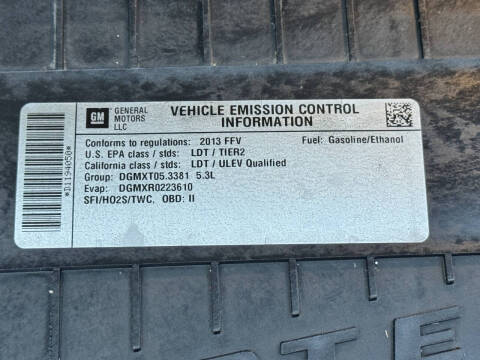 GM
GENERAL
MOTORS
LLC
VEHICLE EMISSION CONTROL
INFORMATION
Conforms to regulations: 2013 FFV Fuel: Gasoline/Ethanol
U.S. EPA class / stds: LDT / TIER2
California class / stds: LDT / ULEV Qualified
Group: DGMXT05.3381 5.3L
Evap: DGMXR0223610
SFI/HO2S/TWC, OBD: II
*D1194058*